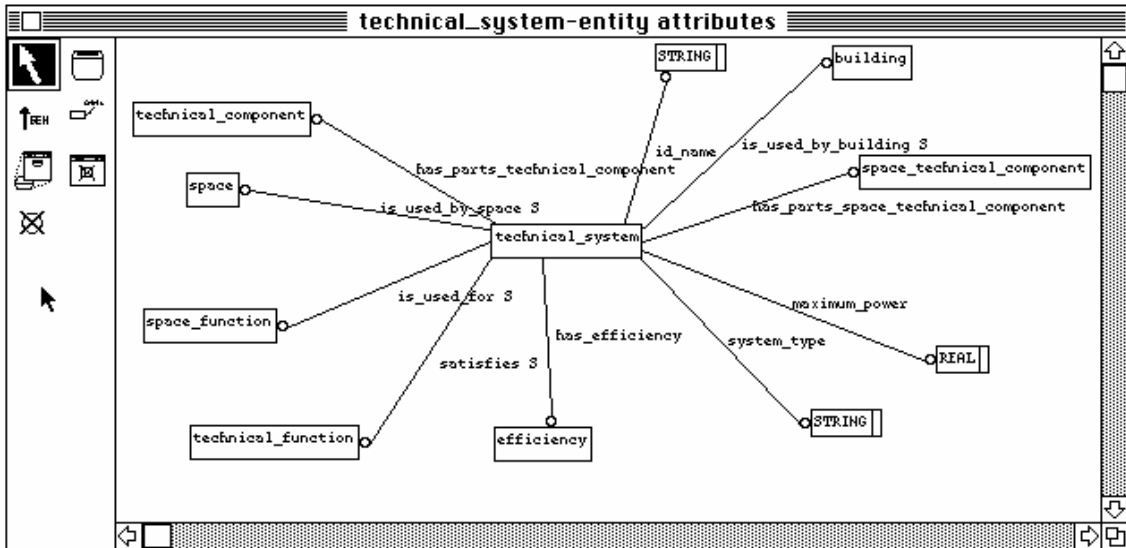 technical_system-entity attributes
STRING
building
GEN
technical_component
id_name
is_used_by_building S
has_parts_technical_component
space_technical_component
space
is_used_by_space S
has_parts_space_technical_component
technical_system
is_used_for S
maximum_power
space_function
has_efficiency
system_type
REAL
satisfies S
STRING
technical_function
efficiency